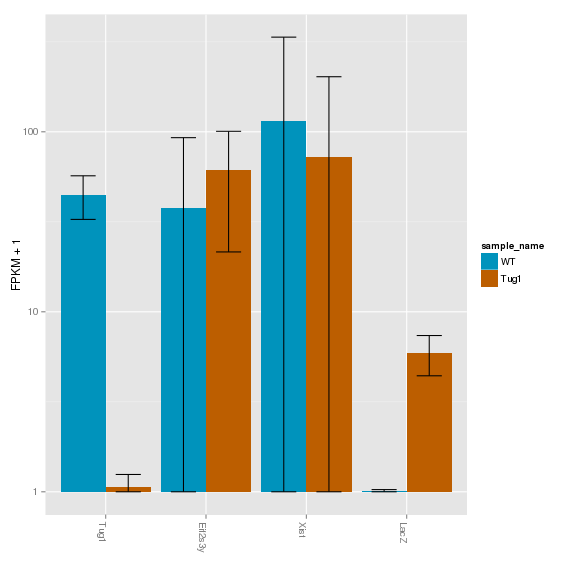 FPKM + 1
100
10
1
Tug1
Eif2s3y
Xist
LacZ
sample_name
WT
Tug1